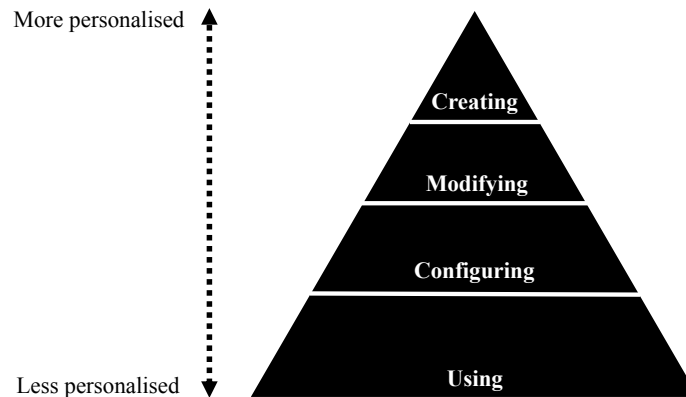 More personalised
Creating
Modifying
Configuring
Using
Less personalised